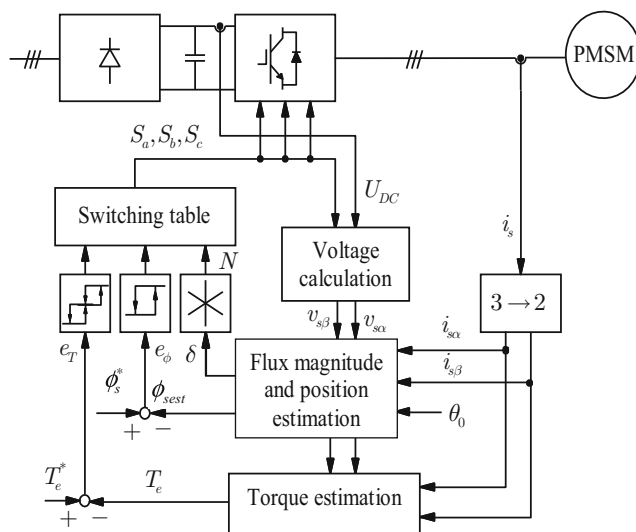 PMSM
S_a, S_b, S_c
U_DC
i_s
Switching table
N
Voltage
calculation
3 → 2
v_sβ
v_sα
e_T
e_ϕ
δ
i_sα
i_sβ
Flux magnitude
and position
estimation
ϕ_s^*
ϕ_sest
+
−
θ_0
T_e^*
T_e
Torque estimation
+
−